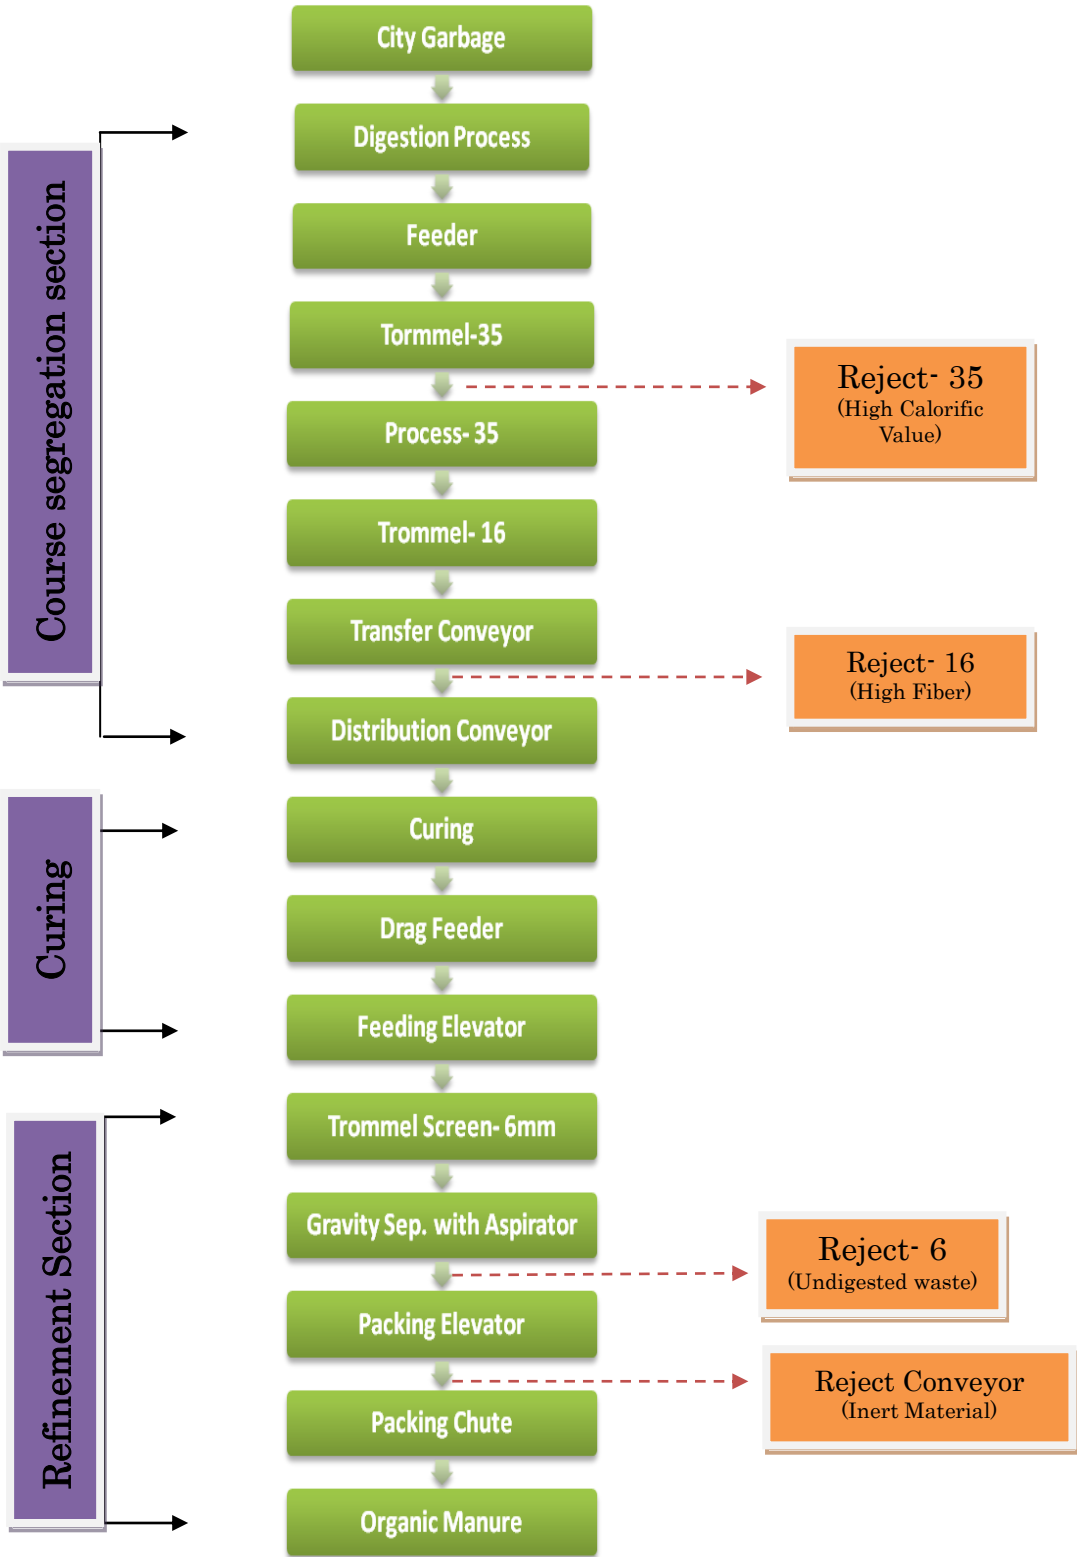 City Garbage
Digestion Process
Feeder
Tormmel-35
Process- 35
Trommel- 16
Transfer Conveyor
Distribution Conveyor
Curing
Drag Feeder
Feeding Elevator
Trommel Screen- 6mm
Gravity Sep. with Aspirator
Packing Elevator
Packing Chute
Organic Manure
Course segregation section
Curing
Refinement Section
Reject- 35
(High Calorific
Value)
Reject- 16
(High Fiber)
Reject- 6
(Undigested waste)
Reject Conveyor
(Inert Material)